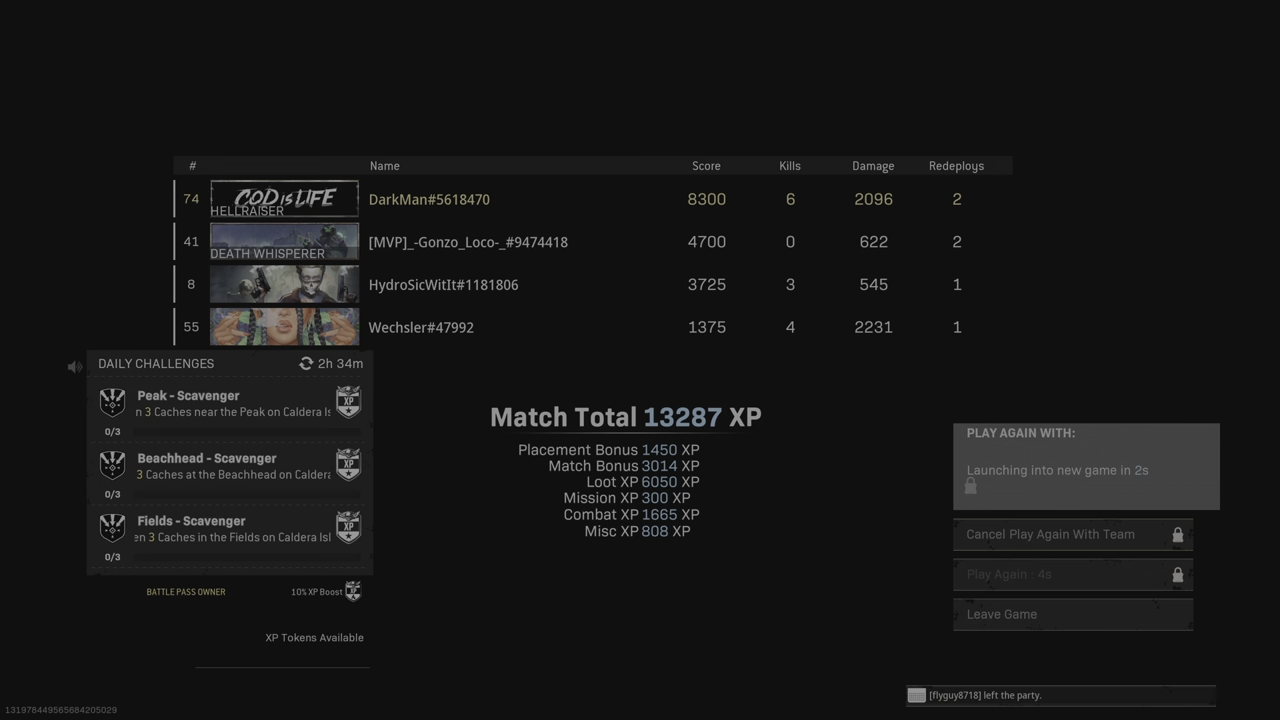 # Name Score Kills Damage Redeploys
74 COD IS LIFE HELLRAISER DarkMan#5618470 8300 6 2096 2
41 DEATH WHISPERER [MVP]_-Gonzo_Loco-_#9474418 4700 0 622 2
8 HydroSicWitIt#1181806 3725 3 545 1
55 Wechsler#47992 1375 4 2231 1
DAILY CHALLENGES 2h 34m
Peak - Scavenger
n 3 Caches near the Peak on Caldera Is
XP
0/3
Beachhead - Scavenger
3 Caches at the Beachhead on Caldera
XP
0/3
Fields - Scavenger
en 3 Caches in the Fields on Caldera Isl
XP
0/3
BATTLE PASS OWNER 10% XP Boost XP
XP Tokens Available
Match Total 13287 XP
Placement Bonus 1450 XP
Match Bonus 3014 XP
Loot XP 6050 XP
Mission XP 300 XP
Combat XP 1665 XP
Misc XP 808 XP
PLAY AGAIN WITH:
Launching into new game in 2s
Cancel Play Again With Team
Play Again : 4s
Leave Game
[flyguy8718] left the party.
131978449565684205029